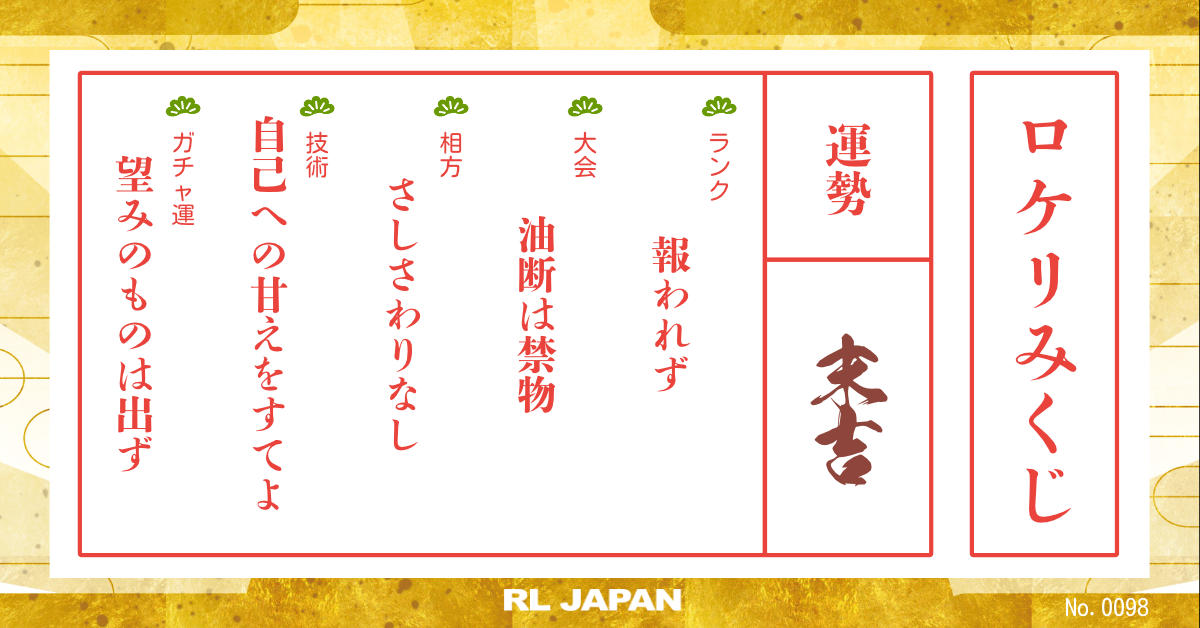 ロケリみくじ
運勢
末吉
ランク
報われず
大会
油断は禁物
相方
さしさわりなし
技術
自己への甘えをすてよ
ガチャ運
望みのものは出ず
RL JAPAN
No. 0098